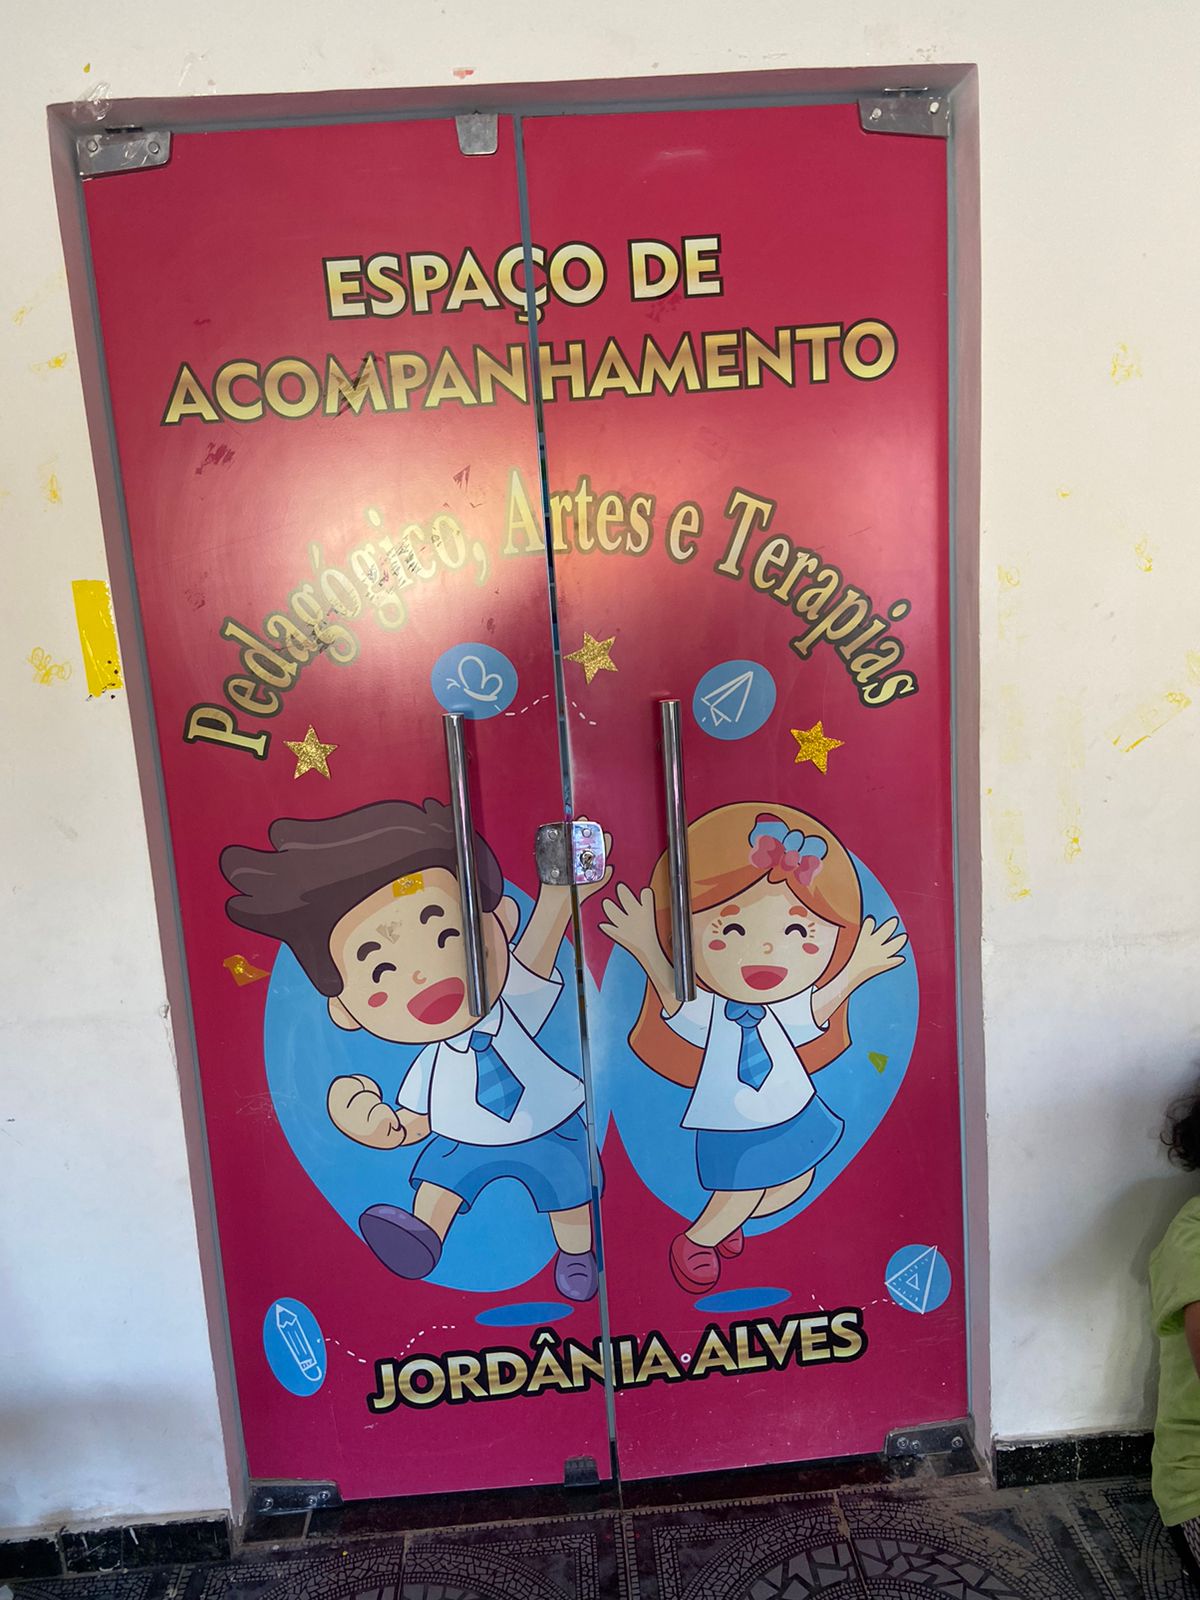 ESPAÇO DE
ACOMPANHAMENTO
Pedagógico, Artes e Terapias
JORDÂNIA ALVES